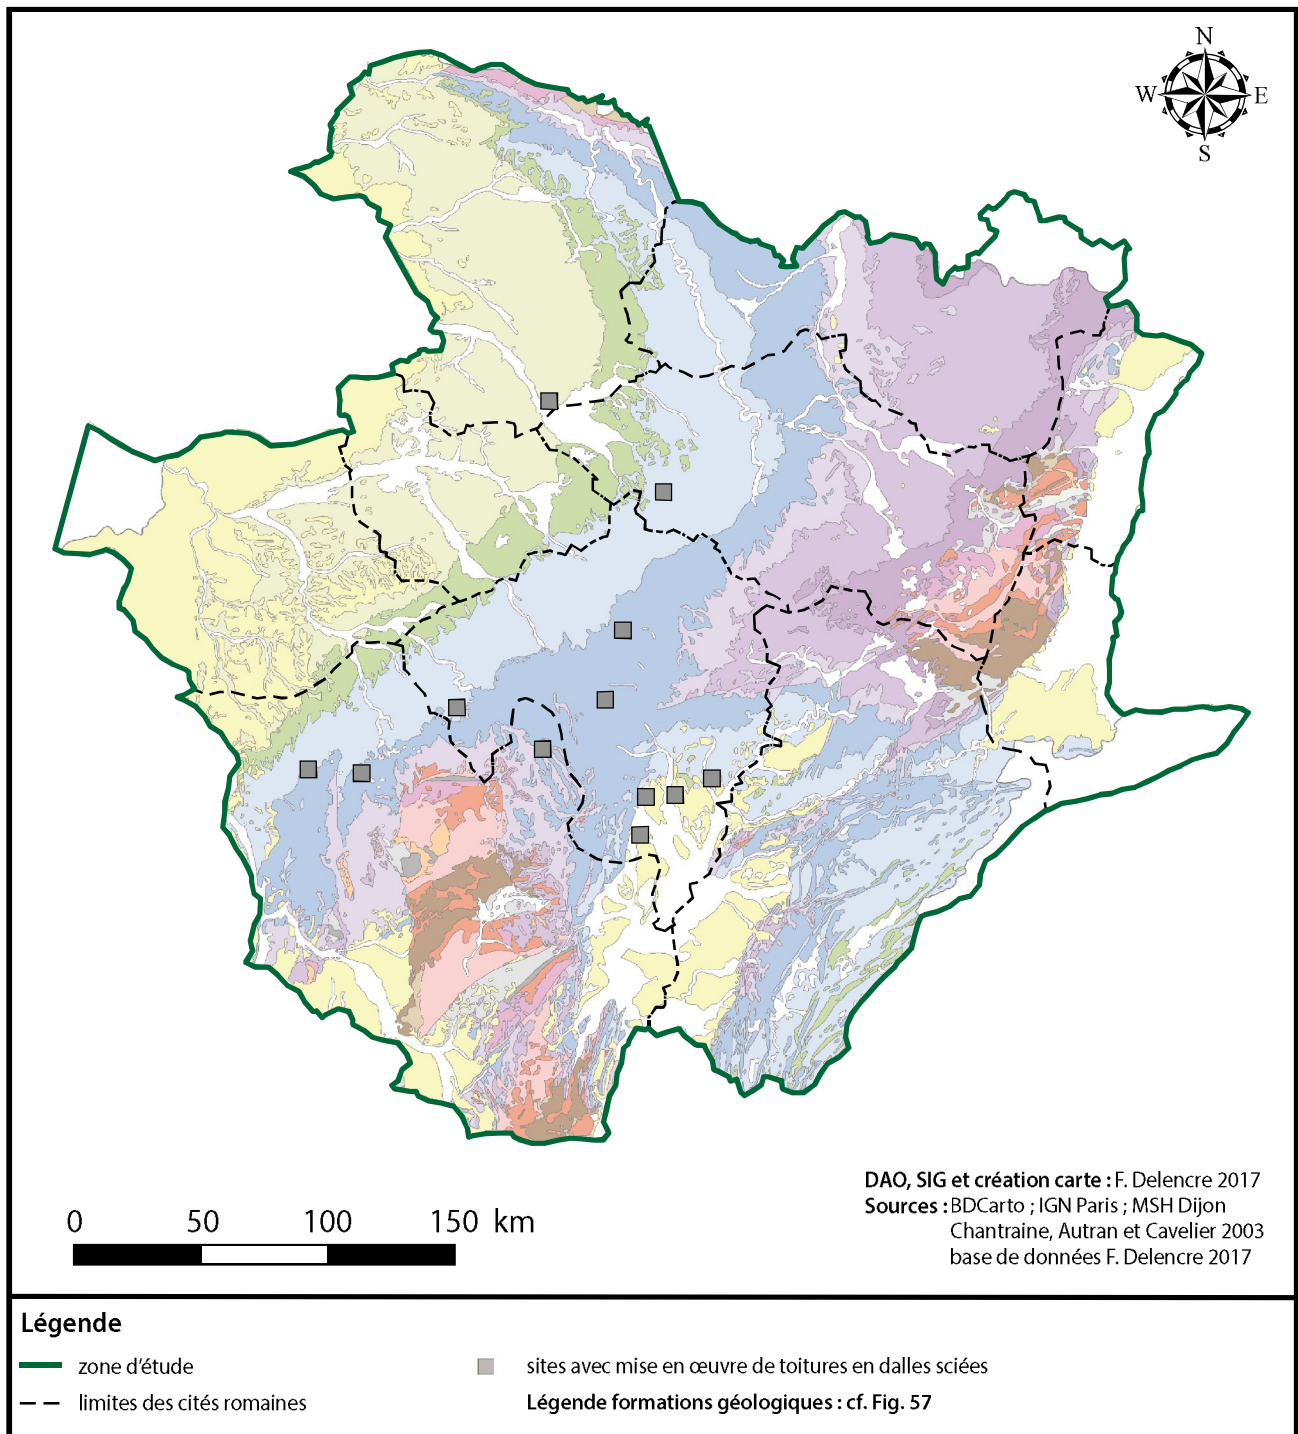 N
W E
S
DAO, SIG et création carte : F. Delencre 2017
Sources : BDCarto ; IGN Paris ; MSH Dijon
Chantraine, Autran et Cavelier 2003
base de données F. Delencre 2017
0 50 100 150 km
Légende
zone d'étude
limites des cités romaines
sites avec mise en œuvre de toitures en dalles sciées
Légende formations géologiques : cf. Fig. 57